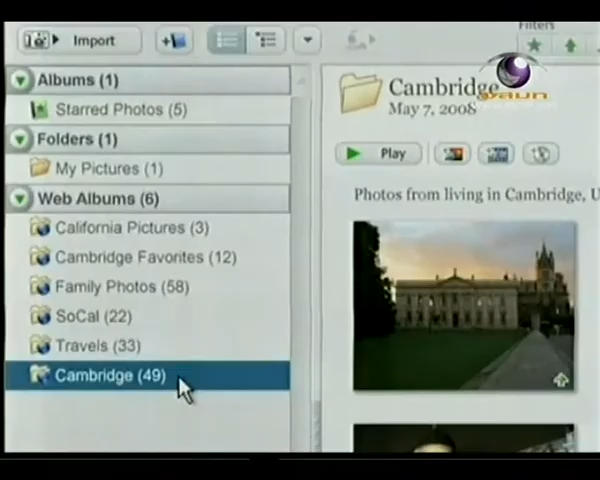 Filters
Import
Albums (1)
Starred Photos (5)
Folders (1)
My Pictures (1)
Web Albums (6)
California Pictures (3)
Cambridge Favorites (12)
Family Photos (58)
SoCal (22)
Travels (33)
Cambridge (49)
Cambridge
May 7, 2008
Play
Photos from living in Cambridge, U